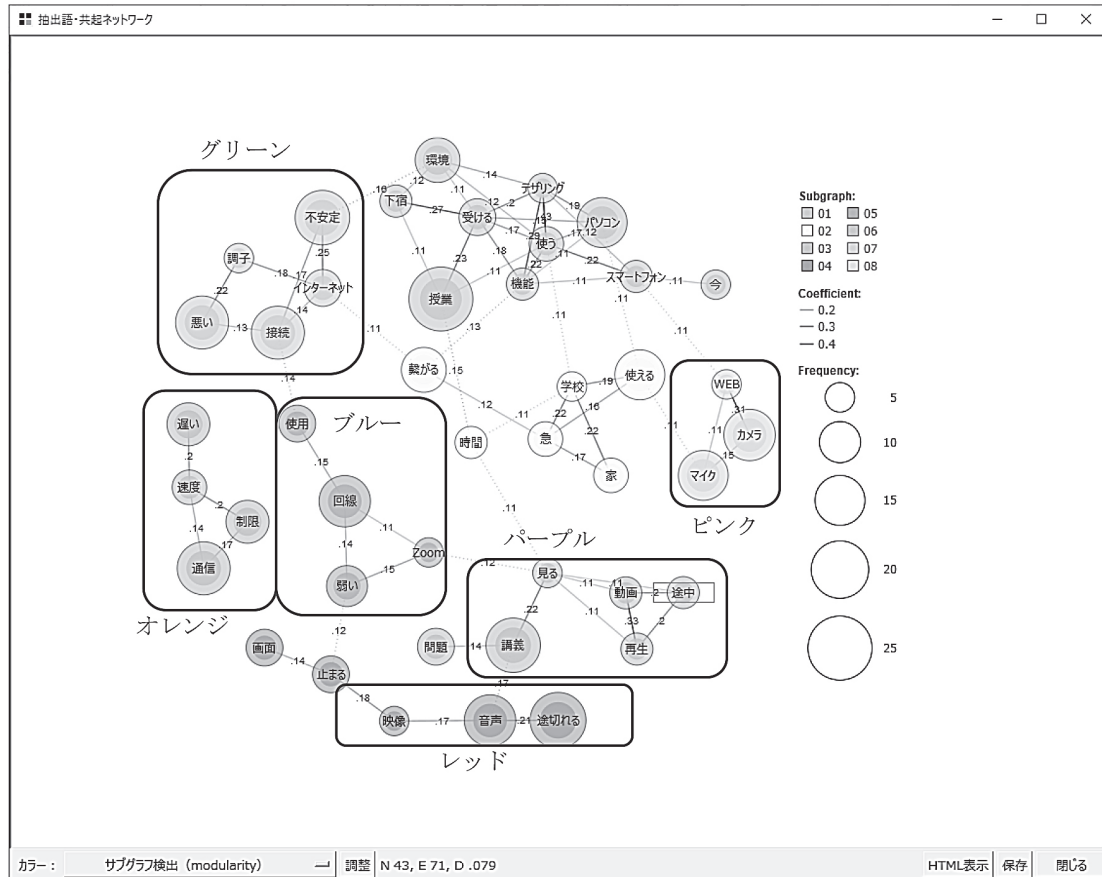 抽出語・共起ネットワーク
グリーン
環境
.14
.16
.12
.11
テザリング
不安定
下宿
.12
.2
.19
.27
受ける
.43
パソコン
.17
.29
.17
.12
使う
.25
調子
.11
.23
.18
.11
.22
.11
.22
スマートフォン
.18
.17
インターネット
授業
機能
.11
.11
今
.22
.14
悪い
.13
接続
.11
.13
.11
.11
繋がる
.15
使える
.14
学校
.19
WEB
.12
.16
.31
遅い
使用
ブルー
.11
.22
.11
.11
カメラ
時間
急
.22
.2
.15
.17
.15
速度
家
マイク
.2
回線
制限
.14
.11
.11
ピンク
.17
.14
パープル
Zoom
通信
.15
.12
見る
弱い
.11
.11
動画
.2
途中
オレンジ
.22
.11
.33
.2
.12
画面
問題
.14
講義
再生
.14
止まる
.17
.18
映像
.17
音声
.21
途切れる
レッド
Subgraph:
01 05
02 06
03 07
04 08
Coefficient:
0.2
0.3
0.4
Frequency:
5
10
15
20
25
カラー：
サブグラフ検出（modularity）
調整
N 43, E 71, D .079
HTML表示
保存
閉じる